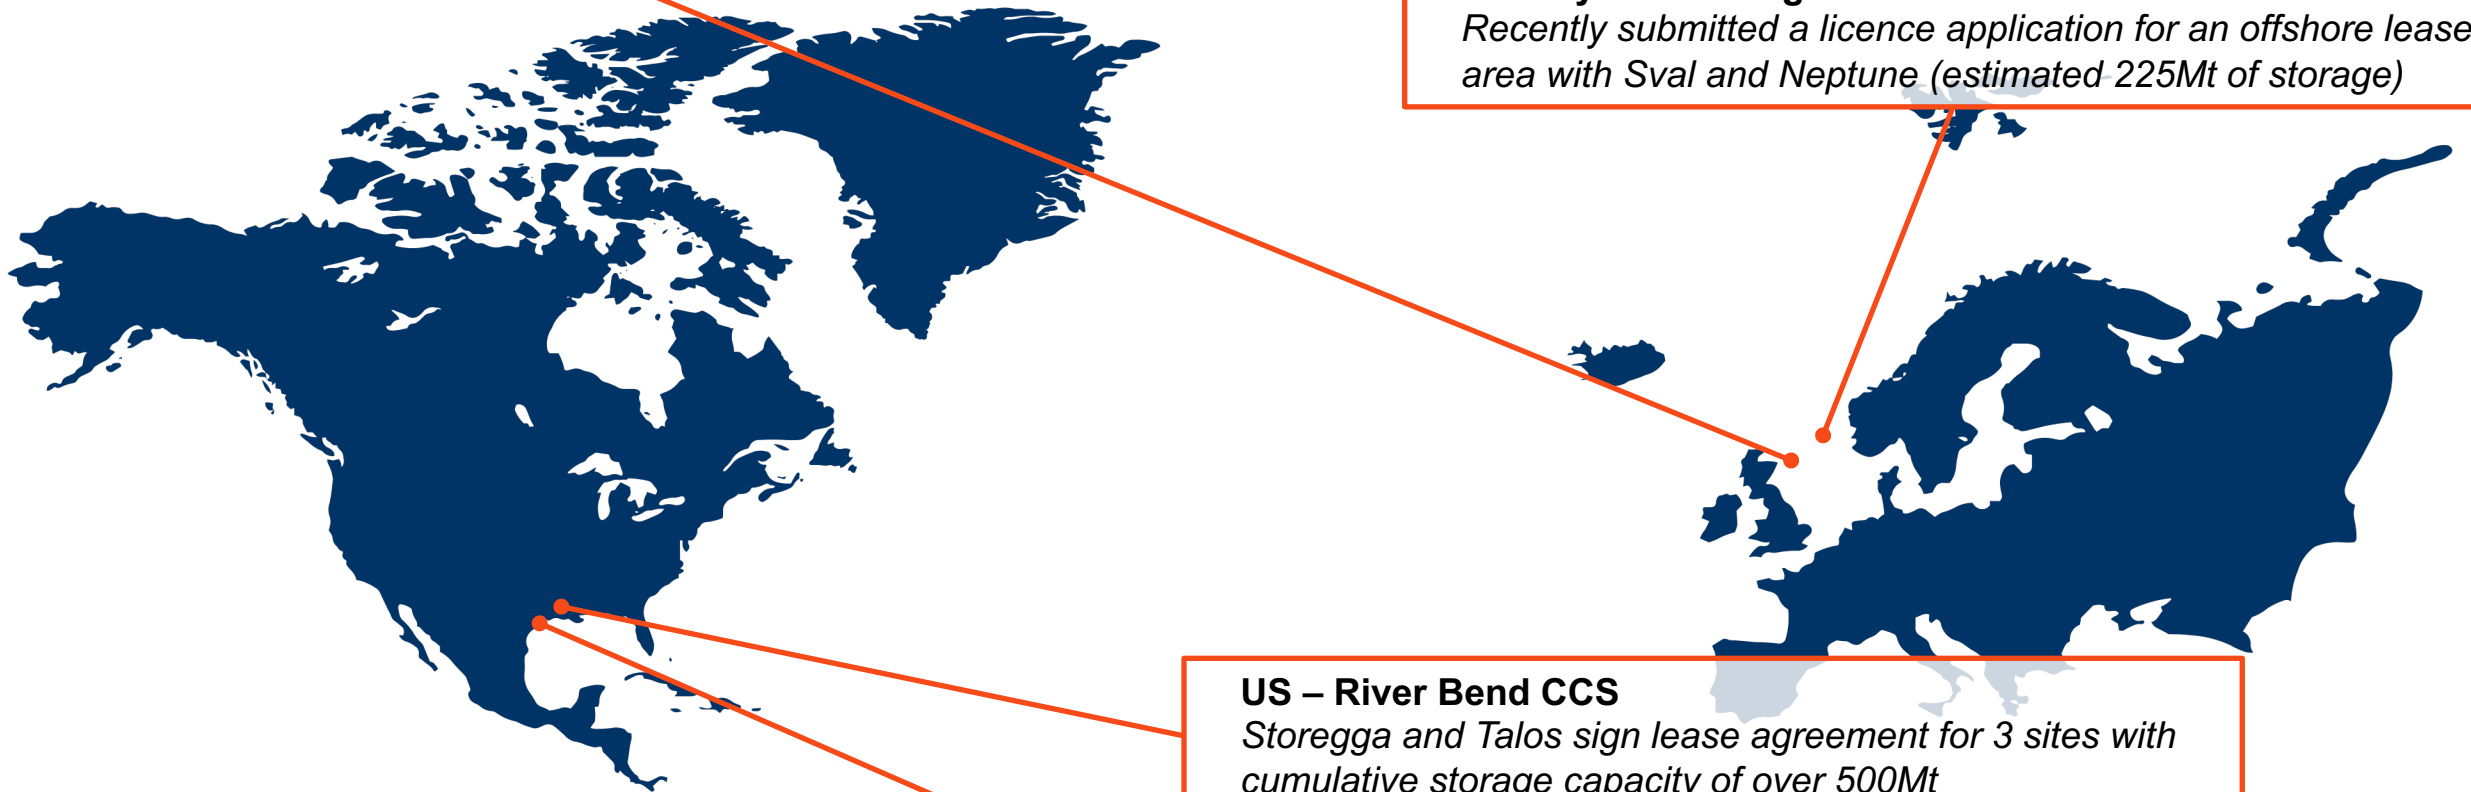 Recently submitted a licence application for an offshore lease
area with Sval and Neptune (estimated 225Mt of storage)
US – River Bend CCS
Storegga and Talos sign lease agreement for 3 sites with
cumulative storage capacity of over 500Mt